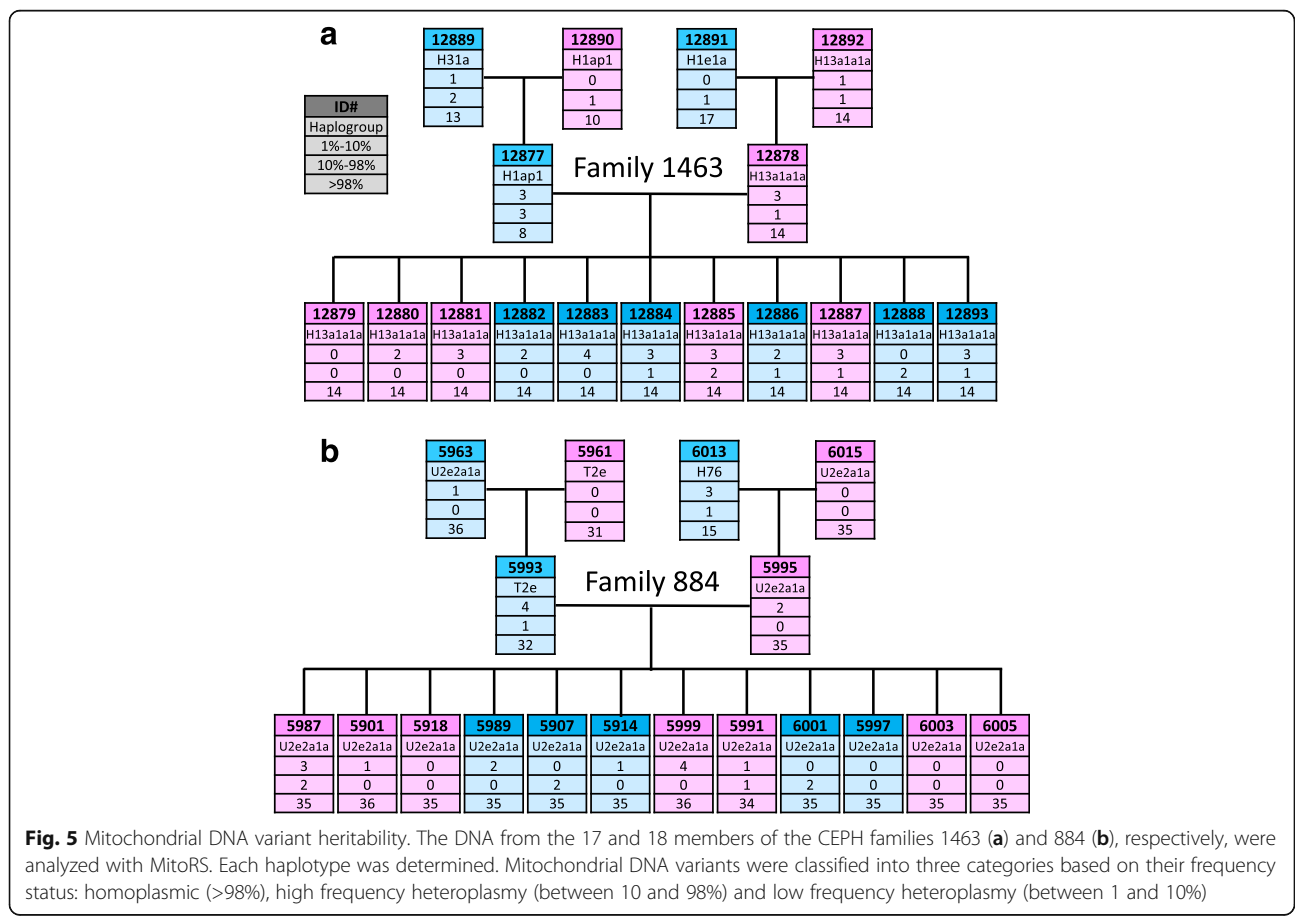 a
12889 12890 12891 12892
H31a H1ap1 H1e1a H13a1a1a
1 0 0 1
2 1 1 1
13 10 17 14
ID#
Haplogroup
1%-10%
10%-98%
>98%
12877 Family 1463 12878
H1ap1 H13a1a1a
3 3
3 1
8 14
12879 12880 12881 12882 12883 12884 12885 12886 12887 12888 12893
H13a1a1a H13a1a1a H13a1a1a H13a1a1a H13a1a1a H13a1a1a H13a1a1a H13a1a1a H13a1a1a H13a1a1a H13a1a1a
0 2 3 2 4 3 3 2 3 0 3
0 0 0 0 0 1 2 1 1 2 1
14 14 14 14 14 14 14 14 14 14 14
b
5963 5961 6013 6015
U2e2a1a T2e H76 U2e2a1a
1 0 3 0
0 0 1 0
36 31 15 35
5993 Family 884 5995
T2e U2e2a1a
4 2
1 0
32 35
5987 5901 5918 5989 5907 5914 5999 5991 6001 5997 6003 6005
U2e2a1a U2e2a1a U2e2a1a U2e2a1a U2e2a1a U2e2a1a U2e2a1a U2e2a1a U2e2a1a U2e2a1a U2e2a1a U2e2a1a
3 1 0 2 0 1 4 1 0 0 0 0
2 0 0 0 2 0 0 1 2 0 0 0
35 36 35 35 35 35 36 34 35 35 35 35
Fig. 5 Mitochondrial DNA variant heritability. The DNA from the 17 and 18 members of the CEPH families 1463 (a) and 884 (b), respectively, were
analyzed with MitoRS. Each haplotype was determined. Mitochondrial DNA variants were classified into three categories based on their frequency
status: homoplasmic (>98%), high frequency heteroplasmy (between 10 and 98%) and low frequency heteroplasmy (between 1 and 10%)